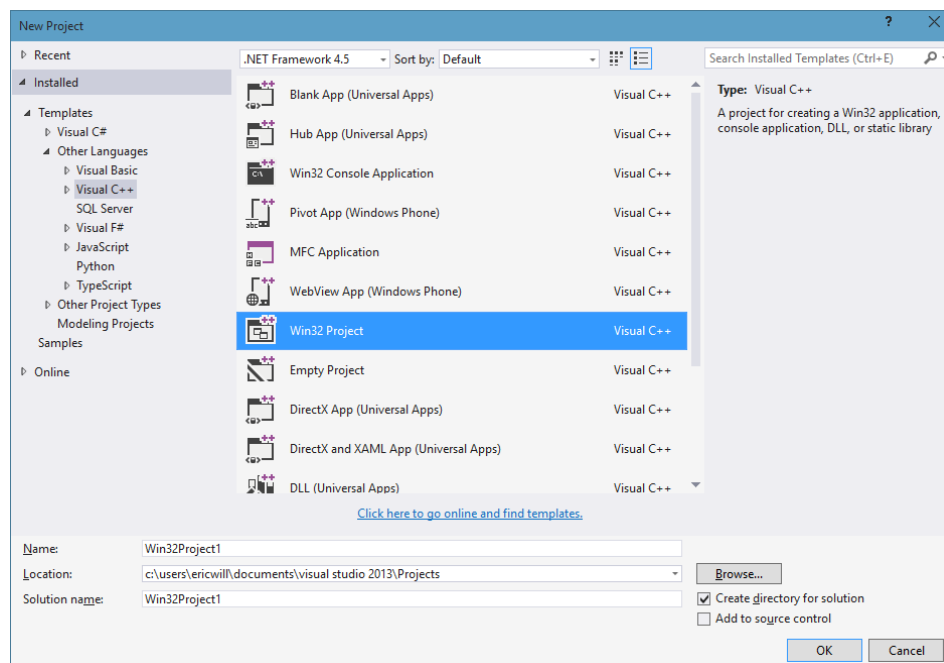 New Project
?
Recent
.NET Framework 4.5
Sort by: Default
Search Installed Templates (Ctrl+E)
Installed
Templates
Visual C#
Other Languages
Visual Basic
Visual C++
SQL Server
Visual F#
JavaScript
Python
TypeScript
Other Project Types
Modeling Projects
Samples
Online
Blank App (Universal Apps) Visual C++
Hub App (Universal Apps) Visual C++
Win32 Console Application Visual C++
Pivot App (Windows Phone) Visual C++
MFC Application Visual C++
WebView App (Windows Phone) Visual C++
Win32 Project Visual C++
Empty Project Visual C++
DirectX App (Universal Apps) Visual C++
DirectX and XAML App (Universal Apps) Visual C++
DLL (Universal Apps) Visual C++
Click here to go online and find templates.
Type: Visual C++
A project for creating a Win32 application,
console application, DLL, or static library
Name: Win32Project1
Location: c:\users\ericwill\documents\visual studio 2013\Projects
Browse...
Solution name: Win32Project1
Create directory for solution
Add to source control
OK
Cancel